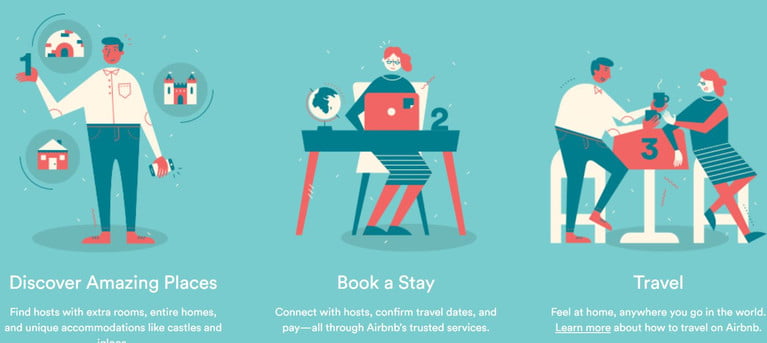 1
2
3
Discover Amazing Places
Find hosts with extra rooms, entire homes,
and unique accommodations like castles and
Book a Stay
Connect with hosts, confirm travel dates, and
pay—all through Airbnb's trusted services.
Travel
Feel at home, anywhere you go in the world.
Learn more about how to travel on Airbnb.